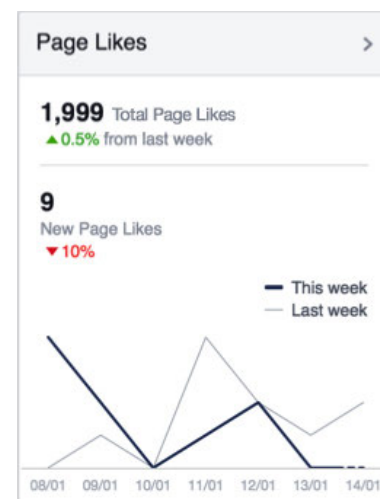 Page Likes
1,999 Total Page Likes
▲0.5% from last week
9
New Page Likes
▼10%
This week
Last week
08/01 09/01 10/01 11/01 12/01 13/01 14/01